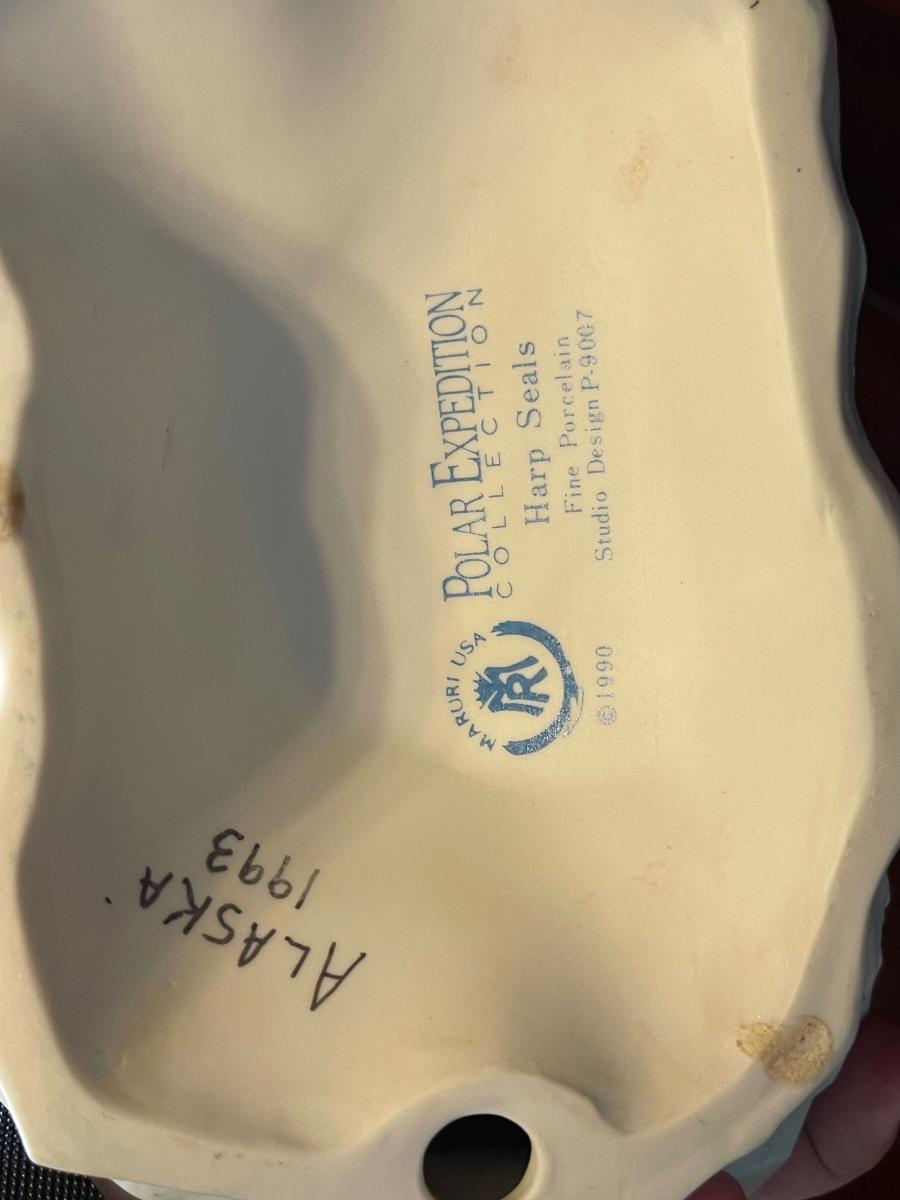 MARURI USA
POLAR EXPEDITION
COLLECTION
Harp Seals
Fine Porcelain
©1990 Studio Design P-9007
ALASKA
1993